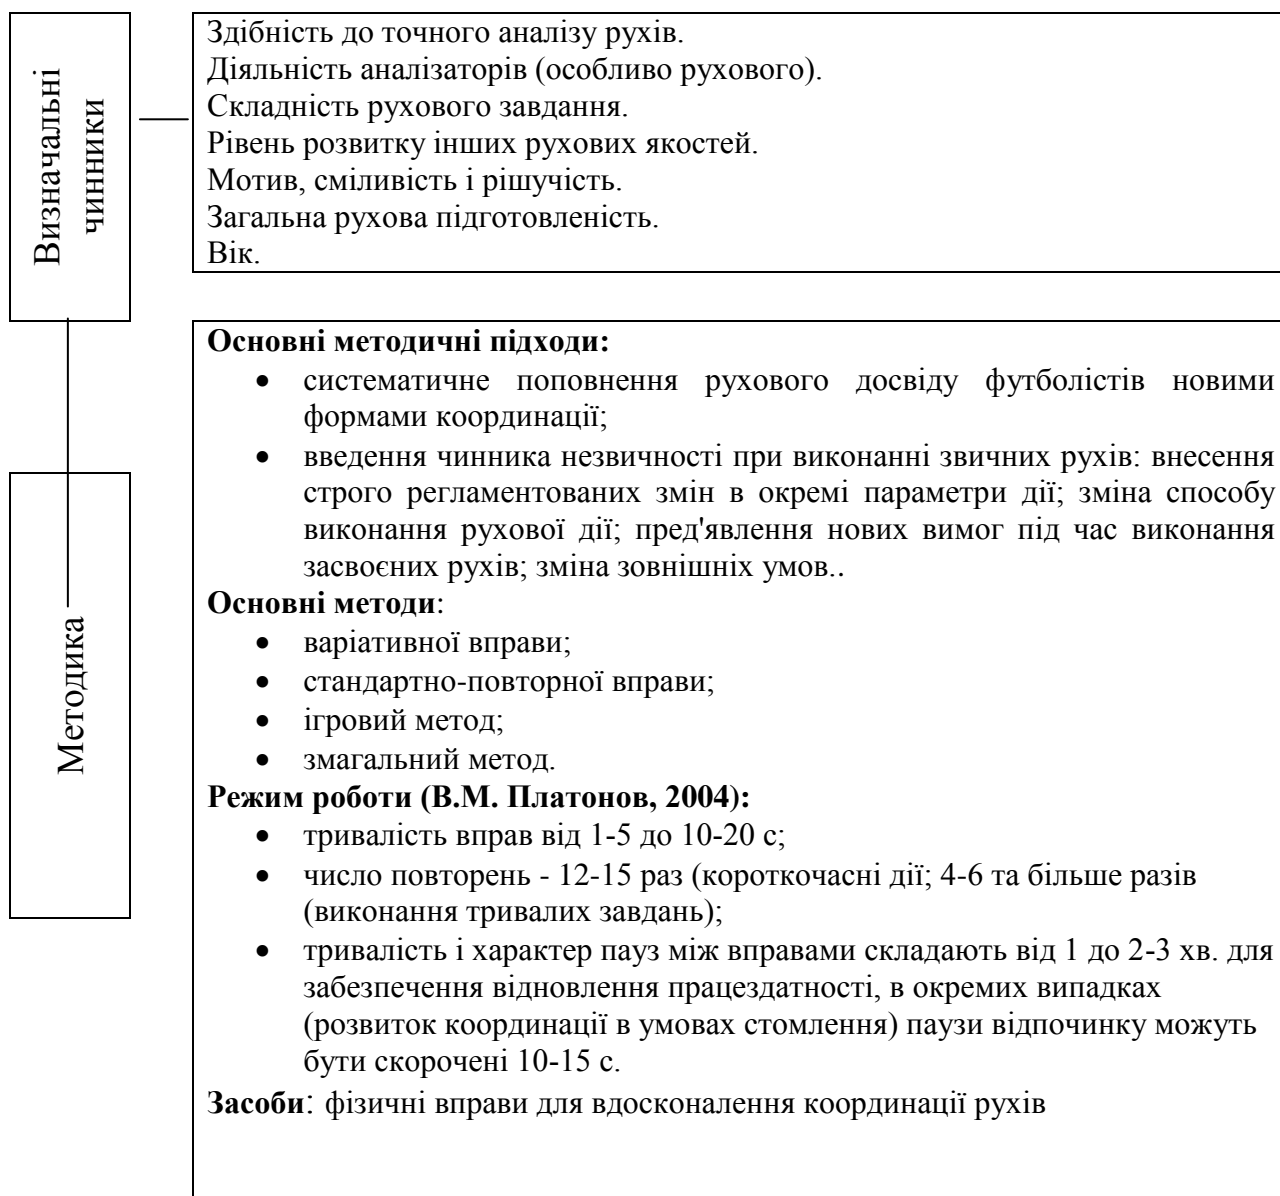 Визначальні
чинники
Здібність до точного аналізу рухів.
Діяльність аналізаторів (особливо рухового).
Складність рухового завдання.
Рівень розвитку інших рухових якостей.
Мотив, сміливість і рішучість.
Загальна рухова підготовленість.
Вік.
Методика
Основні методичні підходи:
• систематичне поповнення рухового досвіду футболістів новими
формами координації;
• введення чинника незвичності при виконанні звичних рухів: внесення
строго регламентованих змін в окремі параметри дії; зміна способу
виконання рухової дії; пред'явлення нових вимог під час виконання
засвоєних рухів; зміна зовнішніх умов..
Основні методи:
• варіативної вправи;
• стандартно-повторної вправи;
• ігровий метод;
• змагальний метод.
Режим роботи (В.М. Платонов, 2004):
• тривалість вправ від 1-5 до 10-20 с;
• число повторень - 12-15 раз (короткочасні дії; 4-6 та більше разів
(виконання тривалих завдань);
• тривалість і характер пауз між вправами складають від 1 до 2-3 хв. для
забезпечення відновлення працездатності, в окремих випадках
(розвиток координації в умовах стомлення) паузи відпочинку можуть
бути скорочені 10-15 с.
Засоби: фізичні вправи для вдосконалення координації рухів